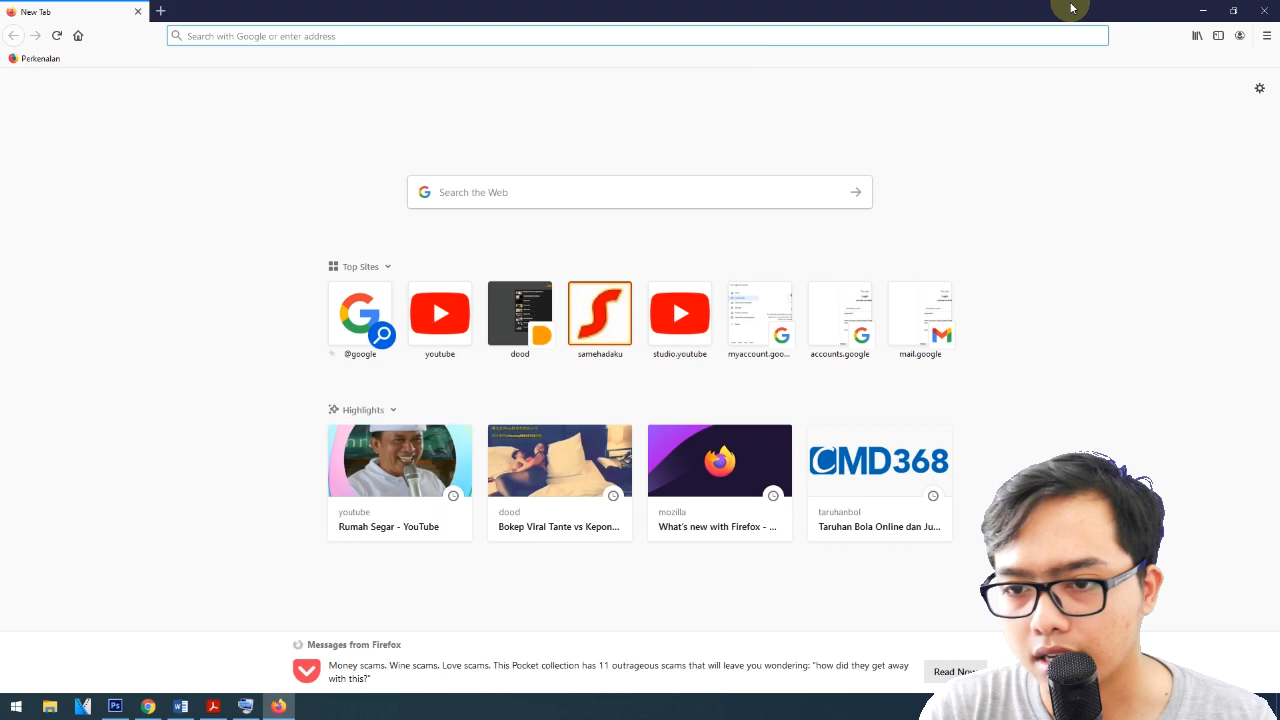 New Tab
Search with Google or enter address
Perkenalan
Search the Web
Top Sites
@google
youtube
dood
samehadaku
studio.youtube
myaccount.goo...
accounts.google
mail.google
Highlights
CMD368
youtube
Rumah Segar - YouTube
dood
Bokep Viral Tante vs Kepon...
mozilla
What's new with Firefox - ...
taruhanbol
Taruhan Bola Online dan Ju...
Messages from Firefox
Money scams. Wine scams. Love scams. This Pocket collection has 11 outrageous scams that will leave you wondering: "how did they get away
with this?"
Read Now